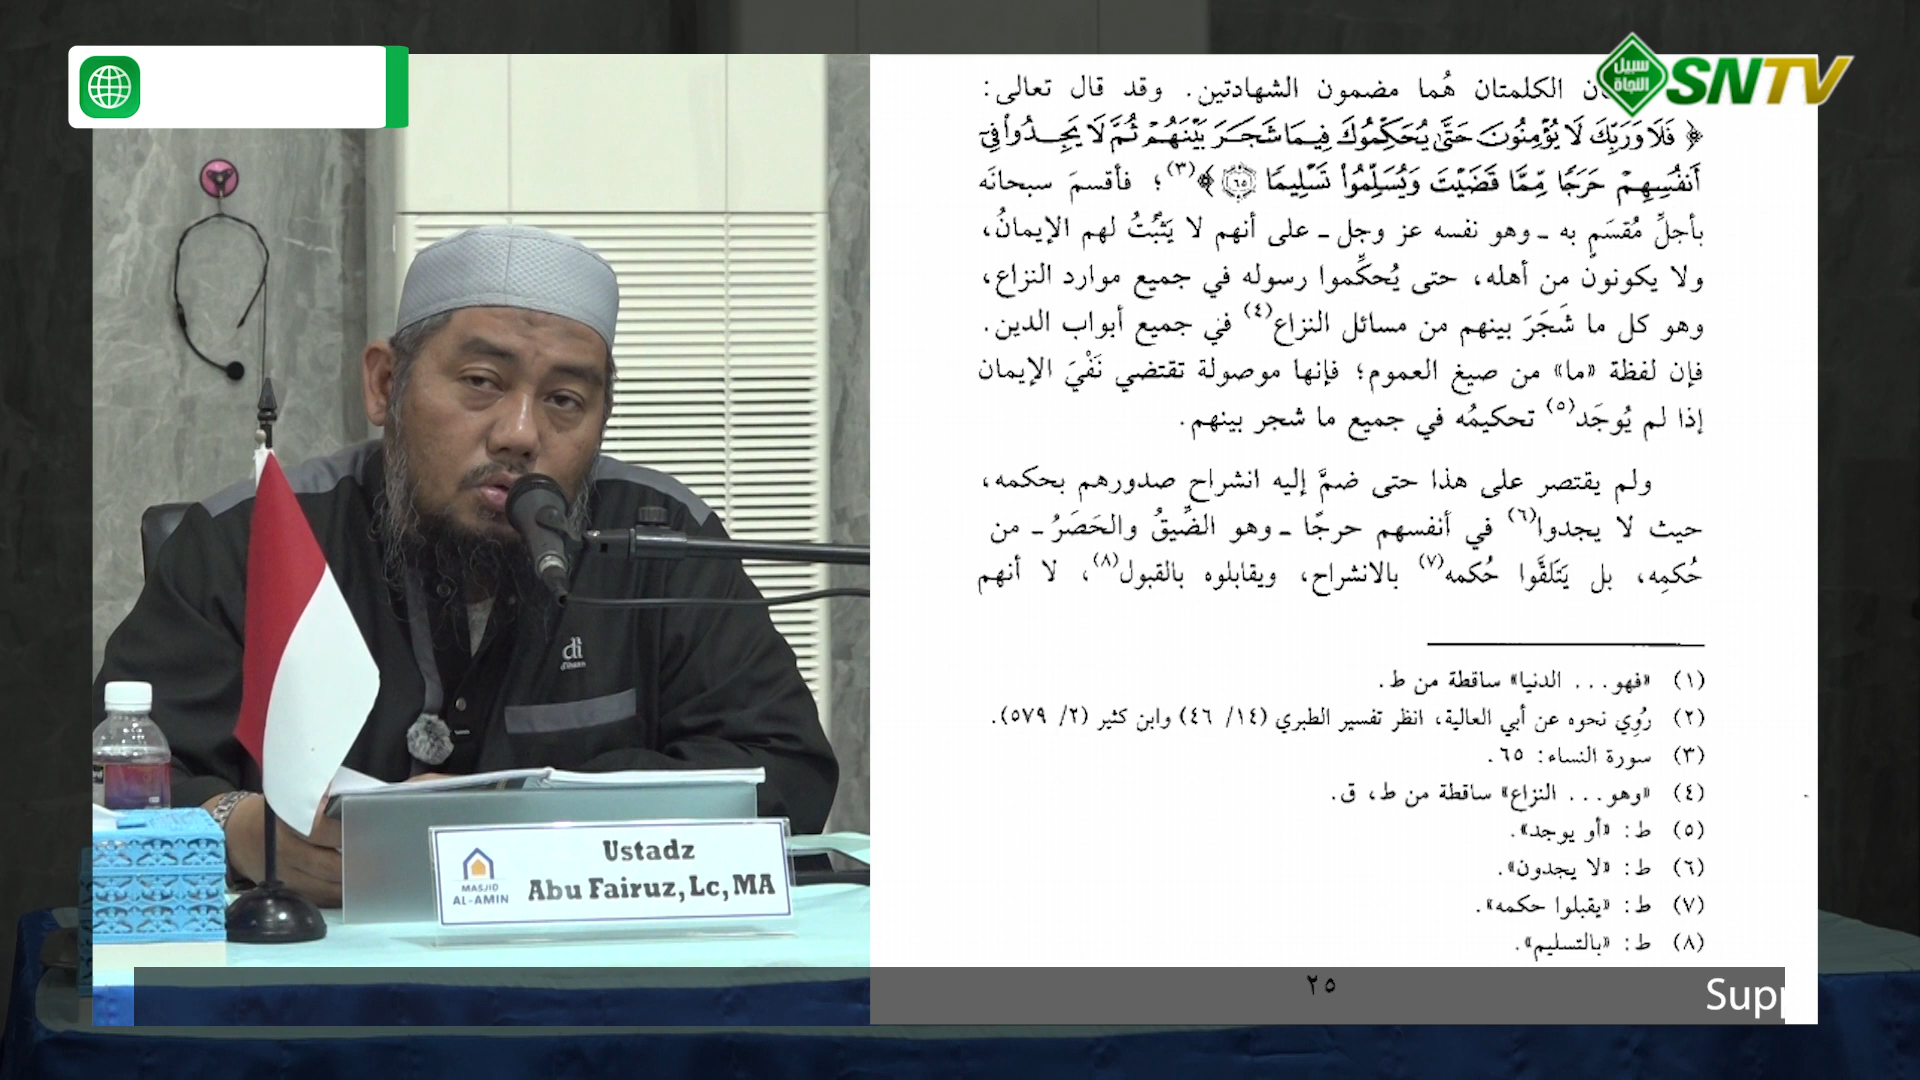 سبيل
النجاة
SNTV
الكلمتان هُما مضمون الشهادتين. وقد قال تعالى:
﴿ فَلَا وَرَبِّكَ لَا يُؤْمِنُونَ حَتَّىٰ يُحَكِّمُوكَ فِيمَا شَجَرَ بَيْنَهُمْ ثُمَّ لَا يَجِدُوا۟ فِىٓ
أَنفُسِهِمْ حَرَجًا مِّمَّا قَضَيْتَ وَيُسَلِّمُوا۟ تَسْلِيمًا ٦٥ ﴾(٣)؛ فأقسمَ سبحانَه
بأجلِّ مُقسَمٍ به ـ وهو نفسه عز وجل ـ على أنهم لا يَثْبُتُ لهم الإيمانُ،
ولا يكونون من أهله، حتى يُحكِّموا رسوله في جميع موارد النزاع،
وهو كل ما شَجَرَ بينهم من مسائل النزاع(٤) في جميع أبواب الدين.
فإن لفظة «ما» من صيغ العموم؛ فإنها موصولة تقتضي نَفْيَ الإيمان
إذا لم يُوجَد(٥) تحكيمُه في جميع ما شجر بينهم.
ولم يقتصر على هذا حتى ضمَّ إليه انشراح صدورهم بحكمه،
حيث لا يجدوا(٦) في أنفسهم حرجًا ـ وهو الضِّيقُ والحَصَرُ ـ من
حُكمِه، بل يَتَلَقَّوا حُكمه(٧) بالانشراح، ويقابلوه بالقبول(٨)، لا أنهم
(١) «فهو... الدنيا» ساقطة من ط.
(٢) رُوِي نحوه عن أبي العالية، انظر تفسير الطبري (١٤/ ٤٦) وابن كثير (٢/ ٥٧٩).
(٣) سورة النساء: ٦٥.
(٤) «وهو... النزاع» ساقطة من ط، ق.
(٥) ط: «أو يوجد».
(٦) ط: «لا يجدون».
(٧) ط: «يقبلوا حكمه».
(٨) ط: «بالتسليم».
٢٥
di
Ustadz
Abu Fairuz, Lc, MA
MASJID
AL-AMIN
Supp